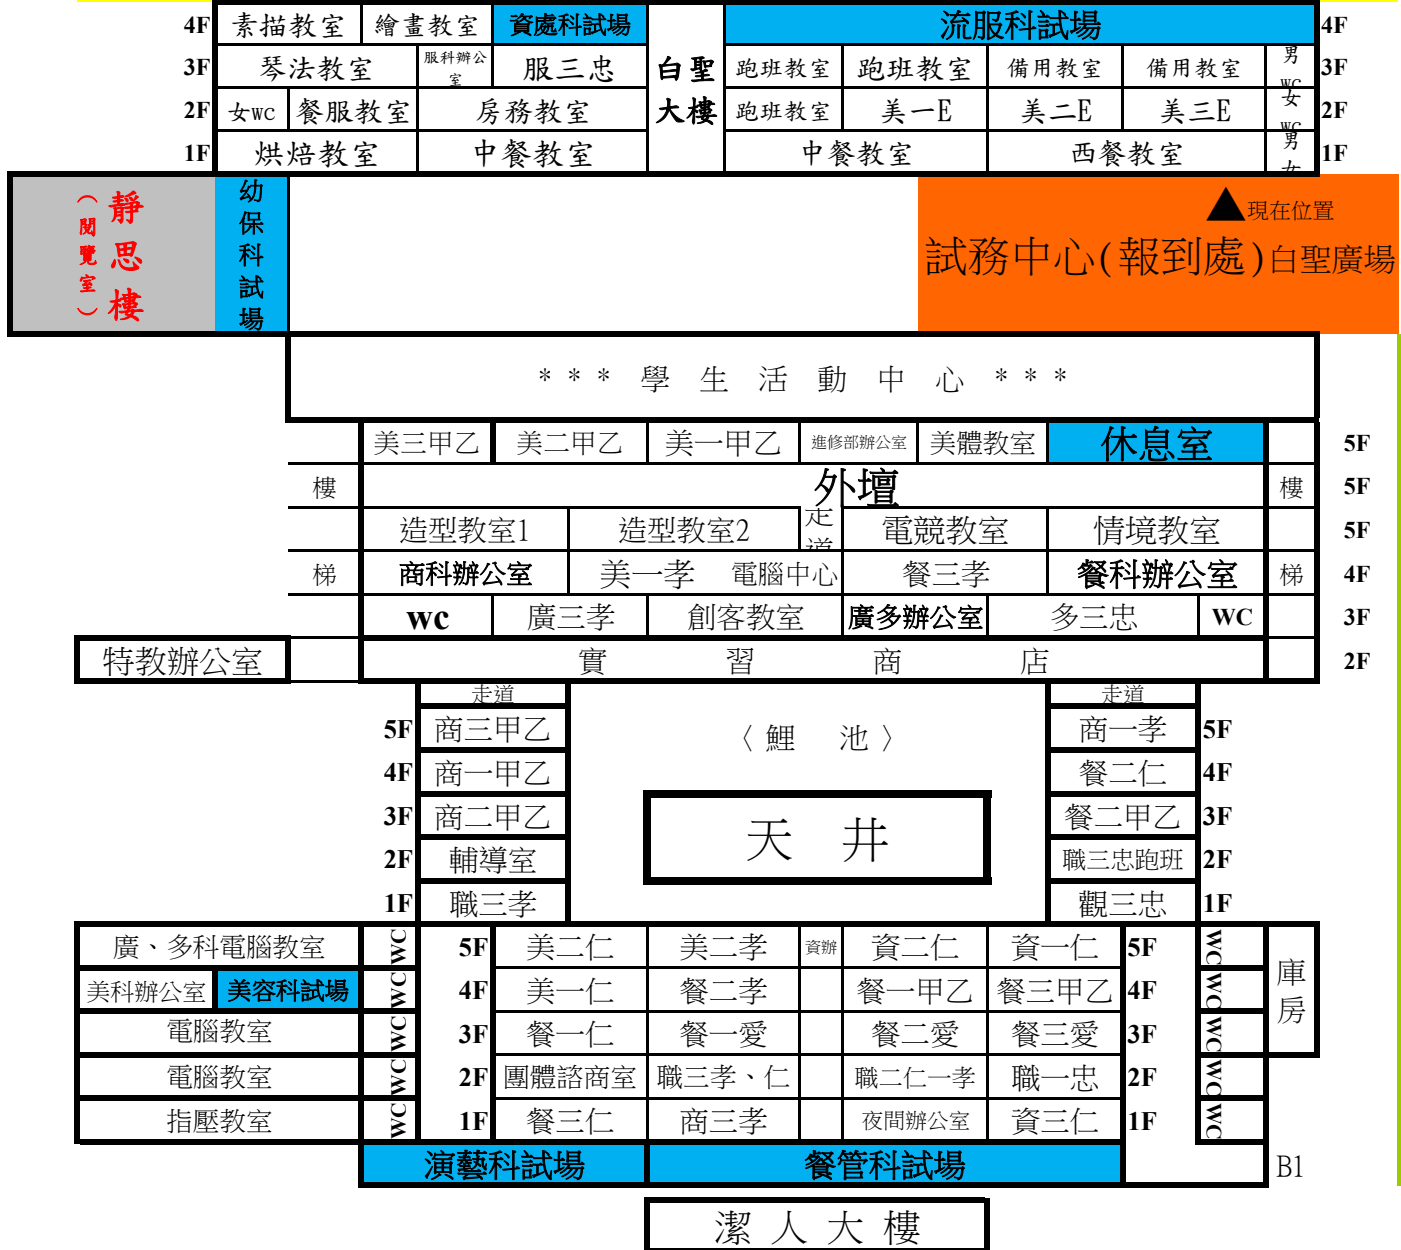 4F 素描教室 繪畫教室 資處科試場 流服科試場 4F
3F 琴法教室 服科辦公室 服三忠 白聖 跑班教室 跑班教室 備用教室 備用教室 男WC 3F
2F 女WC 餐服教室 房務教室 大樓 跑班教室 美一E 美二E 美三E 女WC 2F
1F 烘焙教室 中餐教室 中餐教室 西餐教室 男女 1F
靜思樓
(閱覽室)
幼保科試場
▲現在位置
試務中心(報到處)白聖廣場
*** 學生活動中心 ***
美三甲乙 美二甲乙 美一甲乙 進修部辦公室 美體教室 休息室 5F
樓 外壇 樓 5F
造型教室1 造型教室2 走道 電競教室 情境教室 5F
梯 商科辦公室 美一孝 電腦中心 餐三孝 餐科辦公室 梯 4F
wc 廣三孝 創客教室 廣多辦公室 多三忠 WC 3F
特教辦公室 實習商店 2F
走道 走道
5F 商三甲乙 〈鯉 池〉 商一孝 5F
4F 商一甲乙 餐二仁 4F
3F 商二甲乙 天井 餐二甲乙 3F
2F 輔導室 職三忠跑班 2F
1F 職三孝 觀三忠 1F
廣、多科電腦教室 WC 5F 美二仁 美二孝 資辦 資二仁 資一仁 5F WC 庫房
美科辦公室 美容科試場 WC 4F 美一仁 餐二孝 餐一甲乙 餐三甲乙 4F WC
電腦教室 WC 3F 餐一仁 餐一愛 餐二愛 餐三愛 3F WC
電腦教室 WC 2F 團體諮商室 職三孝、仁 職二仁一孝 職一忠 2F WC
指壓教室 WC 1F 餐三仁 商三孝 夜間辦公室 資三仁 1F WC
演藝科試場 餐管科試場 B1
潔人大樓